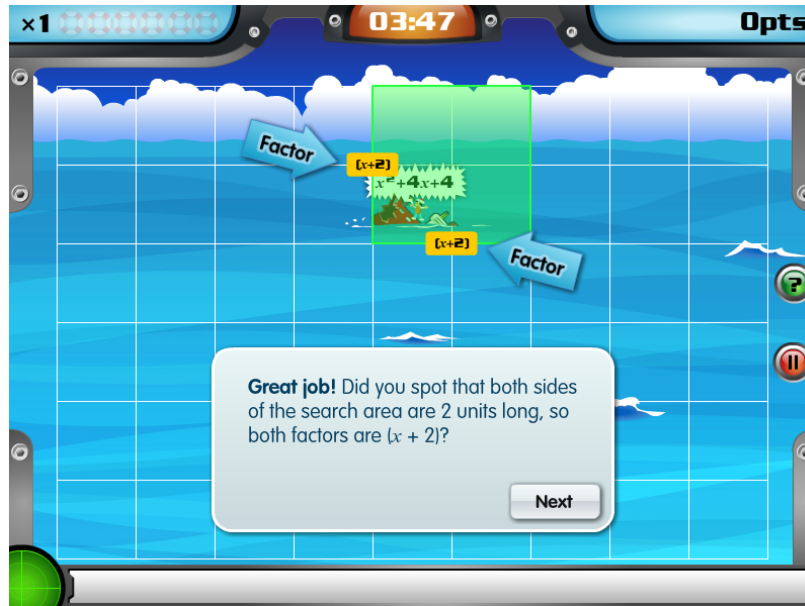 ×1
03:47
0pts
Factor
(x+2)
x²+4x+4
(x+2)
Factor
?
Great job! Did you spot that both sides
of the search area are 2 units long, so
both factors are (x + 2)?
Next